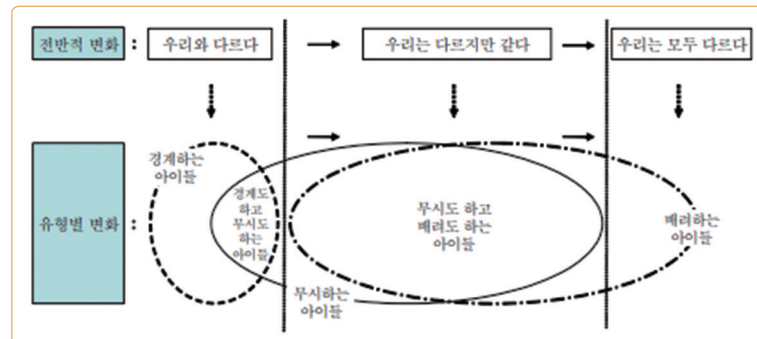 전반적 변화 : 우리와 다르다 우리는 다르지만 같다 우리는 모두 다르다
경계하는
아이들
경계도
하고
무시도
하는
아이들
유형별 변화 :
무시도 하고
배려도 하는
아이들
배려하는
아이들
무시하는
아이들